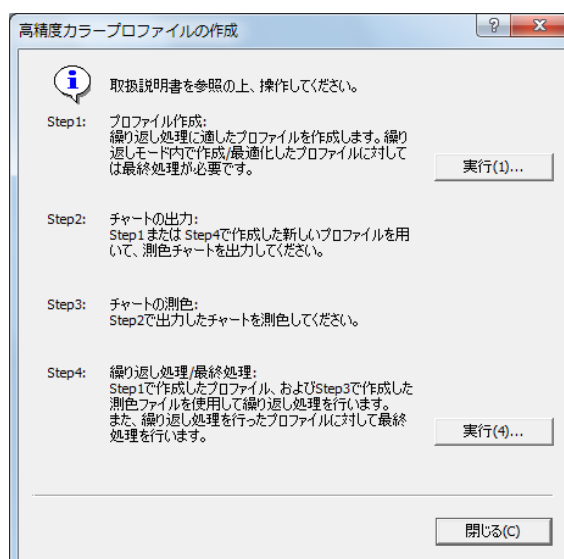 高精度カラープロファイルの作成
取扱説明書を参照の上、操作してください。
Step1: プロファイル作成:
繰り返し処理に適したプロファイルを作成します。繰り
返しモード内で作成/最適化したプロファイルに対して
は最終処理が必要です。
実行(1)...
Step2: チャートの出力:
Step1またはStep4で作成した新しいプロファイルを用
いて、測色チャートを出力してください。
Step3: チャートの測色:
Step2で出力したチャートを測色してください。
Step4: 繰り返し処理/最終処理:
Step1で作成したプロファイル、およびStep3で作成した
測色ファイルを使用して繰り返し処理を行います。
また、繰り返し処理を行ったプロファイルに対して最終
処理を行います。
実行(4)...
閉じる(C)